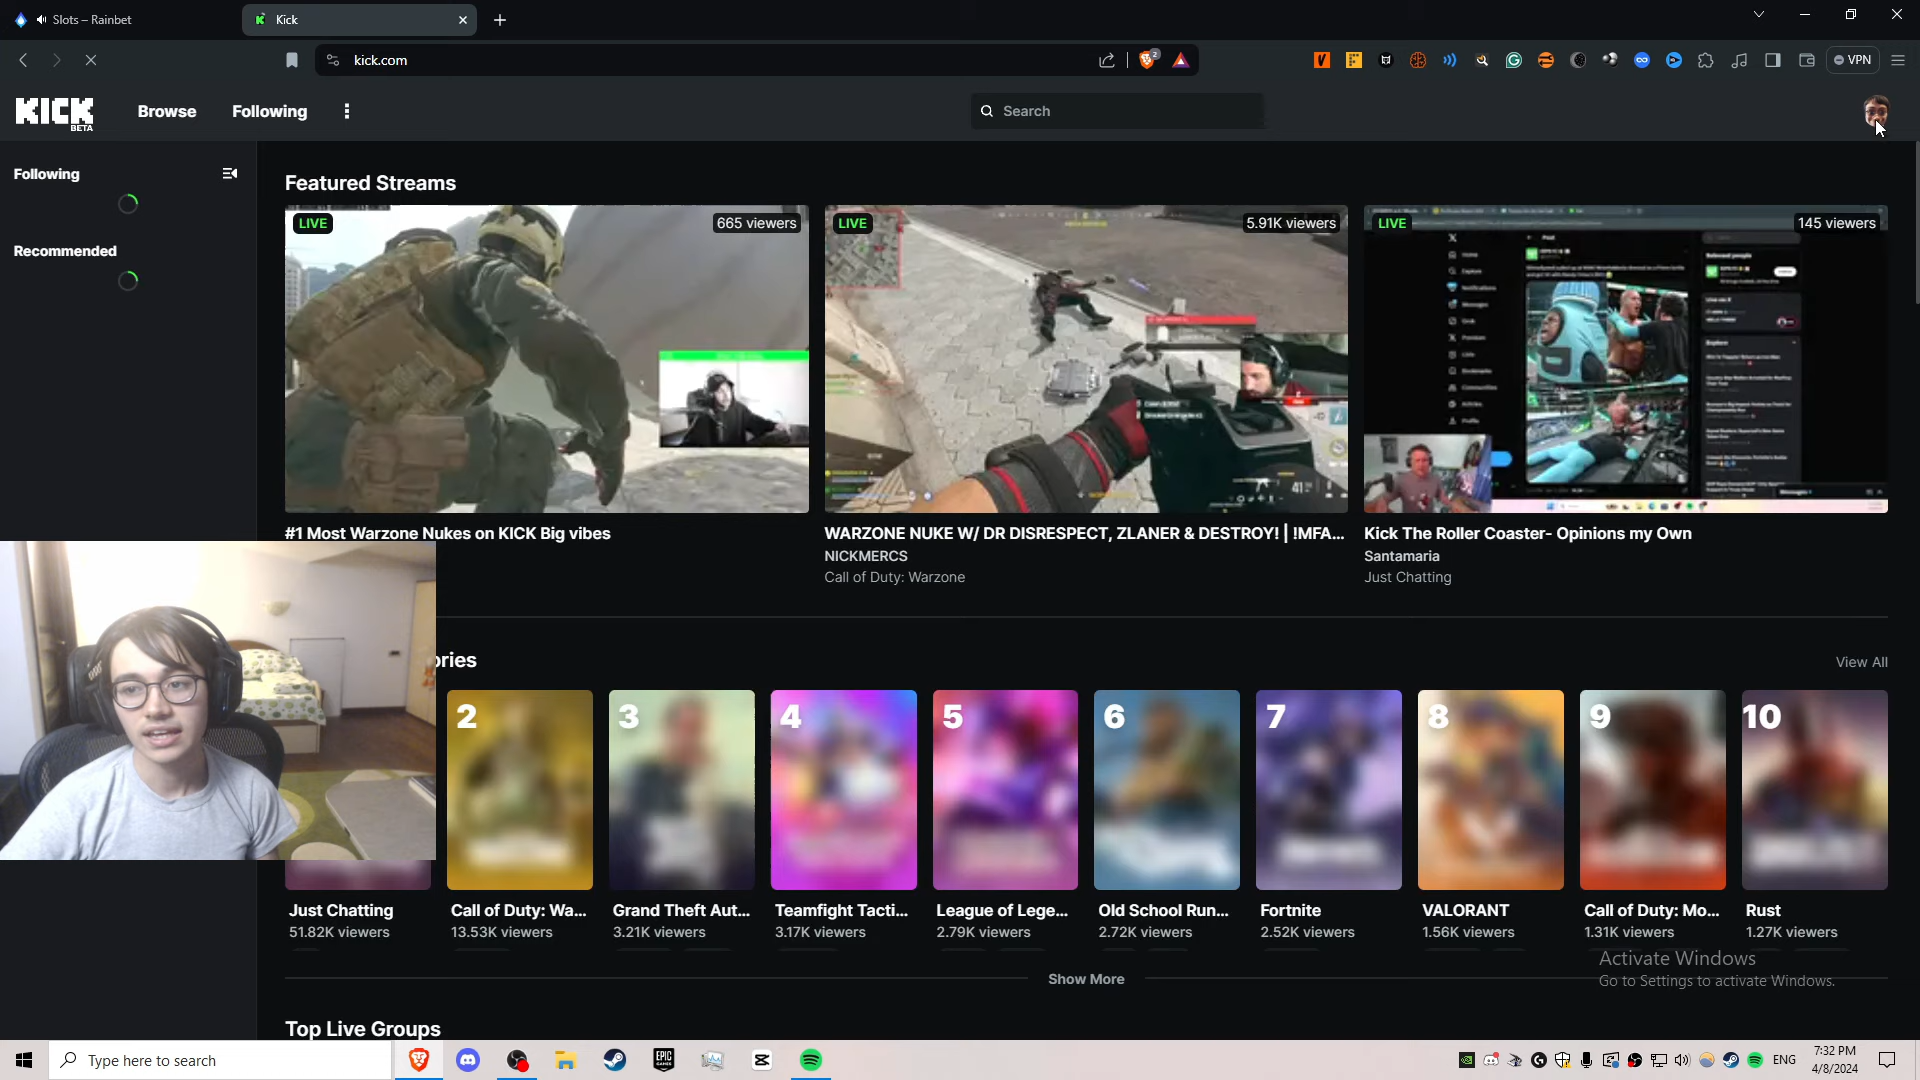 Slots – Rainbet
Kick
kick.com
2
VPN
KICK
BETA
Browse
Following
Search
Following
Recommended
Featured Streams
LIVE
665 viewers
LIVE
5.91K viewers
LIVE
145 viewers
#1 Most Warzone Nukes on KICK Big vibes
WARZONE NUKE W/ DR DISRESPECT, ZLANER & DESTROY! | !MFA...
NICKMERCS
Call of Duty: Warzone
Kick The Roller Coaster- Opinions my Own
Santamaria
Just Chatting
ories
View All
2
3
4
5
6
7
8
9
10
Just Chatting
51.82K viewers
Call of Duty: Wa...
13.53K viewers
Grand Theft Aut...
3.21K viewers
Teamfight Tacti...
3.17K viewers
League of Lege...
2.79K viewers
Old School Run...
2.72K viewers
Fortnite
2.52K viewers
VALORANT
1.56K viewers
Call of Duty: Mo...
1.31K viewers
Rust
1.27K viewers
Activate Windows
Go to Settings to activate Windows.
Show More
Top Live Groups
Type here to search
ENG
7:32 PM
4/8/2024